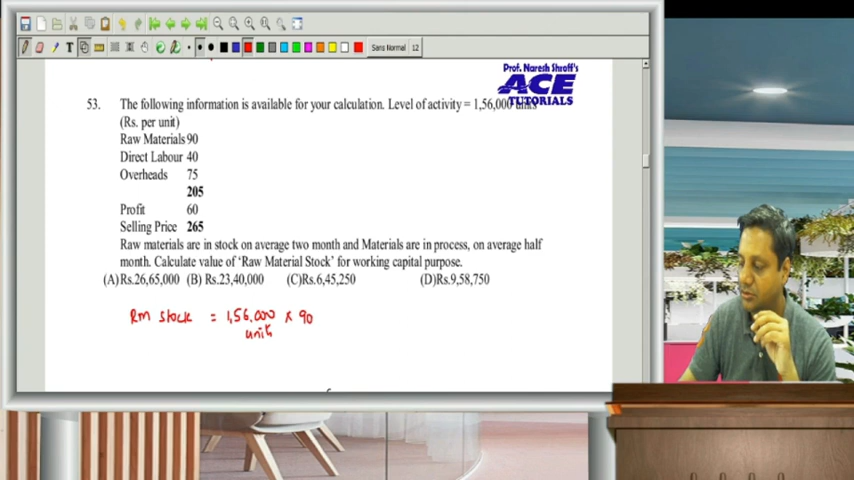 Sans Normal 12
Prof. Naresh Shroff's
ACE
TUTORIALS
53. The following information is available for your calculation. Level of activity = 1,56,000 units
(Rs. per unit)
Raw Materials 90
Direct Labour 40
Overheads 75
205
Profit 60
Selling Price 265
Raw materials are in stock on average two month and Materials are in process, on average half
month. Calculate value of ‘Raw Material Stock’ for working capital purpose.
(A)Rs.26,65,000 (B) Rs.23,40,000 (C)Rs.6,45,250 (D)Rs.9,58,750
Rm stock = 1,56,000 x 90
units